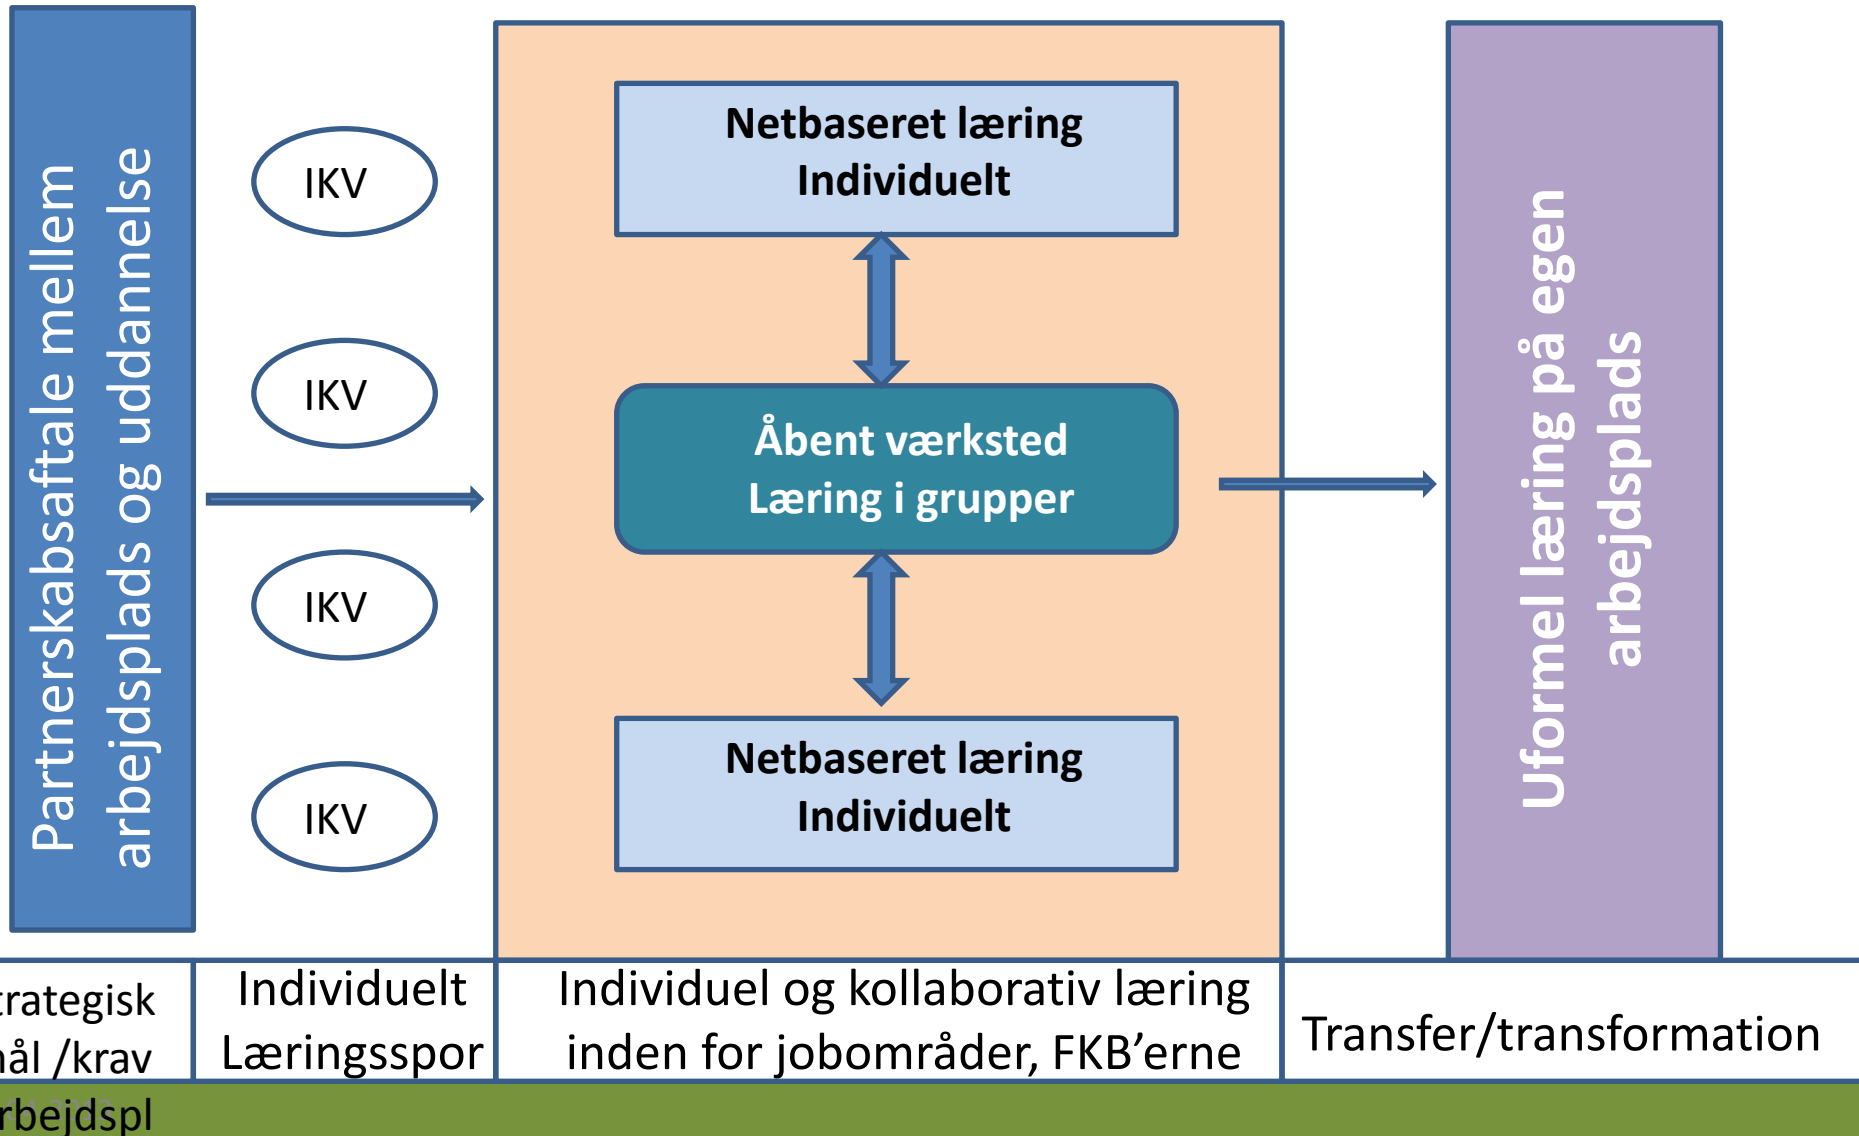 Partnerskabsaftale mellem
arbejdsplads og uddannelse
IKV
IKV
IKV
IKV
Netbaseret læring
Individuelt
Åbent værksted
Læring i grupper
Netbaseret læring
Individuelt
Uformel læring på egen
arbejdsplads
trategisk
nål /krav
rbejdspl
Individuelt
Læringsspor
Individuel og kollaborativ læring
inden for jobområder, FKB’erne
Transfer/transformation